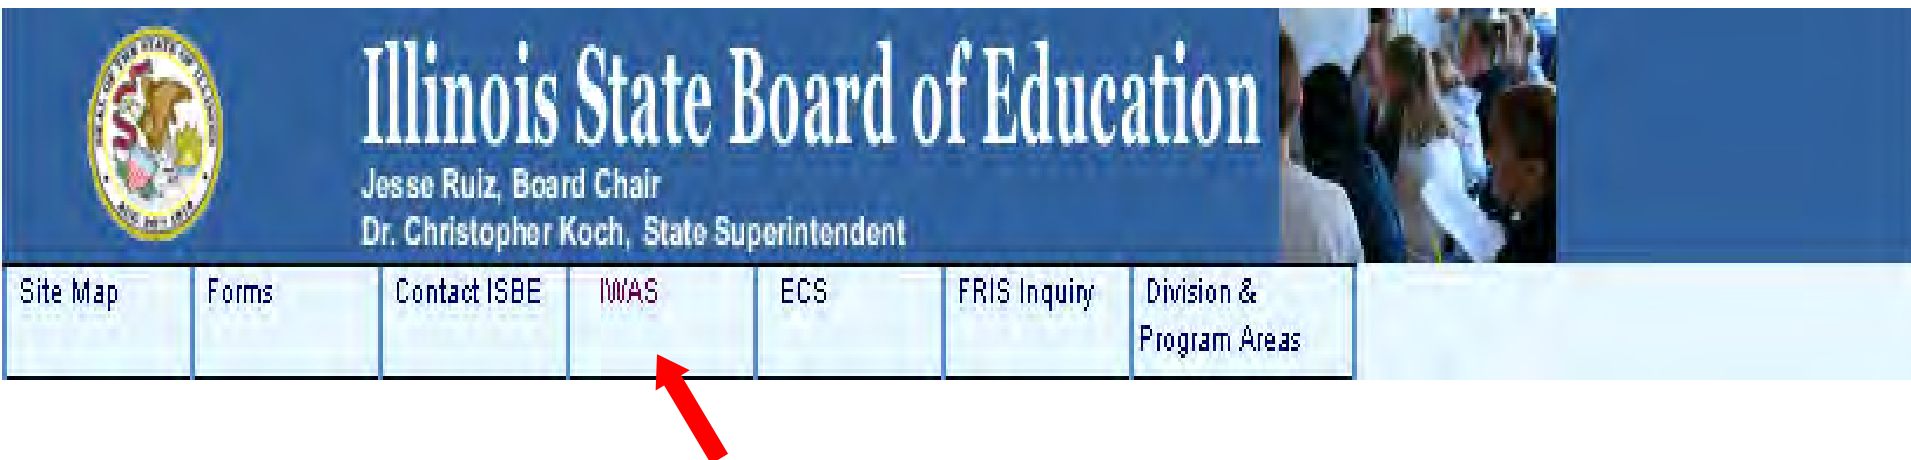 Illinois State Board of Education
Jesse Ruiz, Board Chair
Dr. Christopher Koch, State Superintendent
Site Map
Forms
Contact ISBE
IWAS
ECS
FRIS Inquiry
Division &
Program Areas